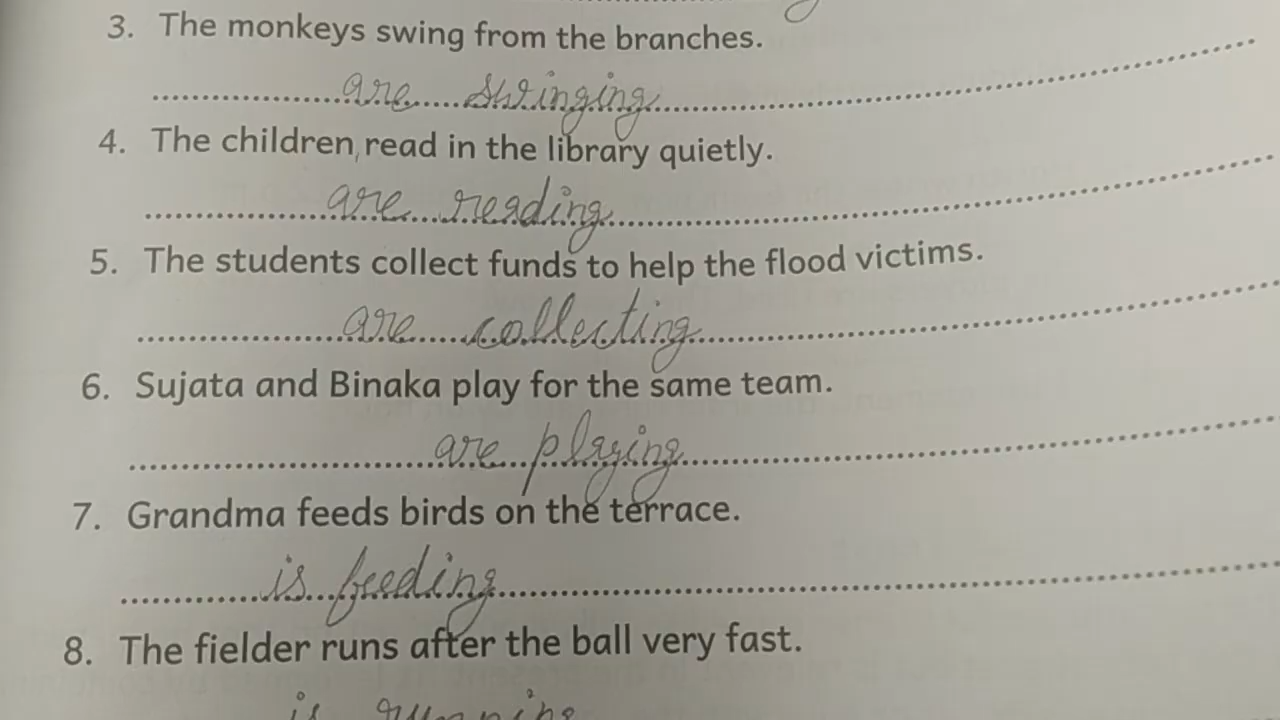 3. The monkeys swing from the branches.
are swinging
4. The children, read in the library quietly.
are reading
5. The students collect funds to help the flood victims.
are collecting
6. Sujata and Binaka play for the same team.
are playing
7. Grandma feeds birds on the terrace.
is feeding
8. The fielder runs after the ball very fast.
is running